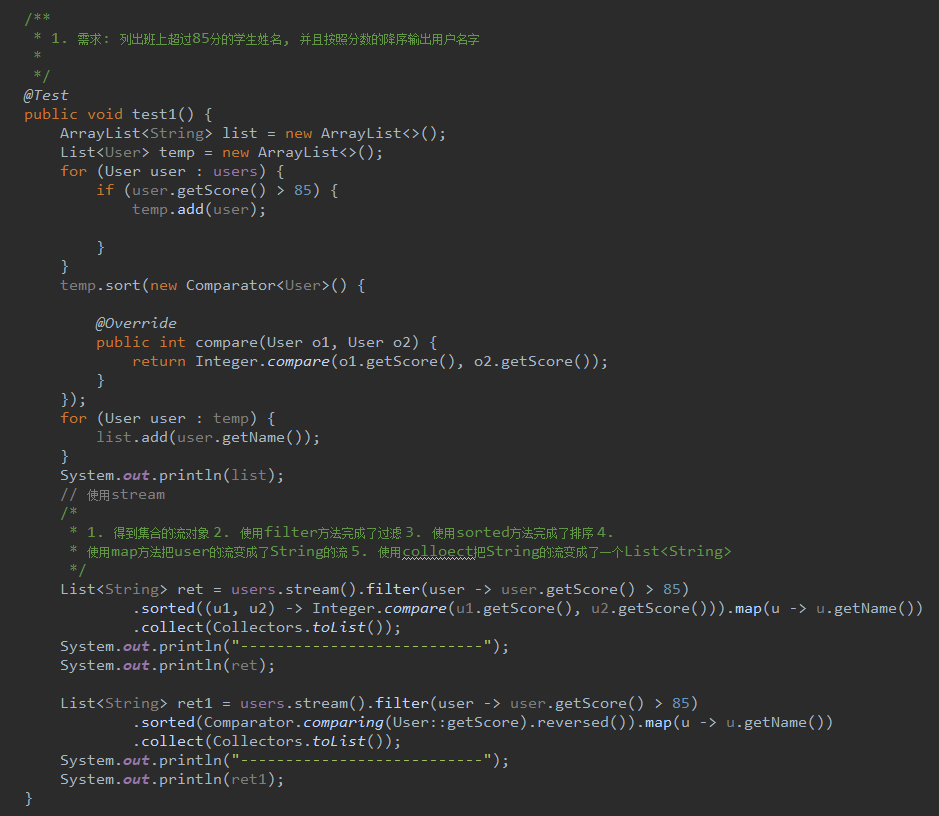 /**
 * 1. 需求: 列出班上超过85分的学生姓名, 并且按照分数的降序输出用户名字
 *
 */
@Test
public void test1() {
    ArrayList<String> list = new ArrayList<>();
    List<User> temp = new ArrayList<>();
    for (User user : users) {
        if (user.getScore() > 85) {
            temp.add(user);

        }
    }
    temp.sort(new Comparator<User>() {

        @Override
        public int compare(User o1, User o2) {
            return Integer.compare(o1.getScore(), o2.getScore());
        }
    });
    for (User user : temp) {
        list.add(user.getName());
    }
    System.out.println(list);
    // 使用stream
    /*
     * 1. 得到集合的流对象 2. 使用filter方法完成了过滤 3. 使用sorted方法完成了排序 4.
     * 使用map方法把user的流变成了String的流 5. 使用colloect把String的流变成了一个List<String>
     */
    List<String> ret = users.stream().filter(user -> user.getScore() > 85)
            .sorted((u1, u2) -> Integer.compare(u1.getScore(), u2.getScore())).map(u -> u.getName())
            .collect(Collectors.toList());
    System.out.println("---------------------------");
    System.out.println(ret);

    List<String> ret1 = users.stream().filter(user -> user.getScore() > 85)
            .sorted(Comparator.comparing(User::getScore).reversed()).map(u -> u.getName())
            .collect(Collectors.toList());
    System.out.println("---------------------------");
    System.out.println(ret1);
}